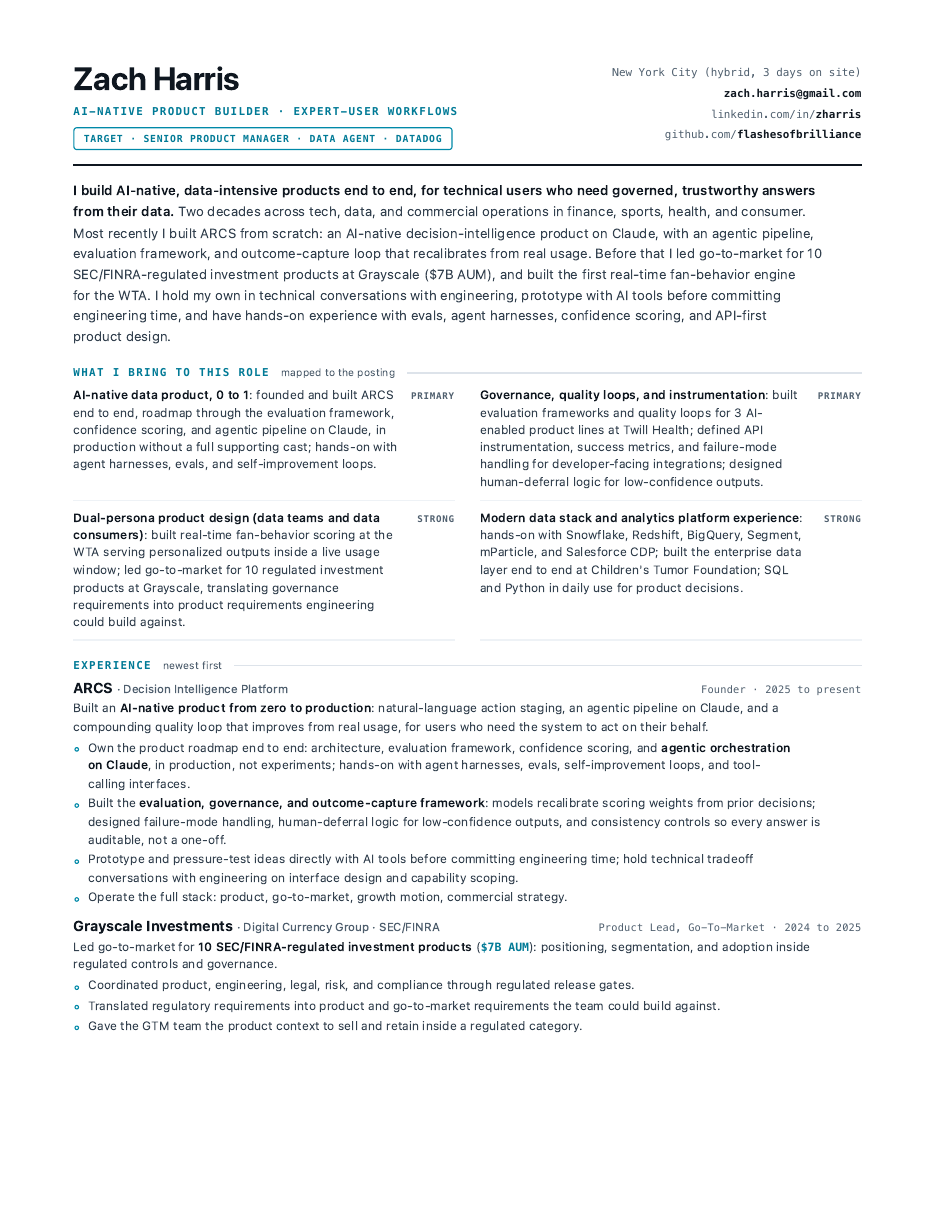 Zach Harris
AI-NATIVE PRODUCT BUILDER · EXPERT-USER WORKFLOWS
TARGET · SENIOR PRODUCT MANAGER · DATA AGENT · DATADOG
New York City (hybrid, 3 days on site)
zach.harris@gmail.com
linkedin.com/in/zharris
github.com/flashesofbrilliance
I build AI-native, data-intensive products end to end, for technical users who need governed, trustworthy answers
from their data. Two decades across tech, data, and commercial operations in finance, sports, health, and consumer.
Most recently I built ARCS from scratch: an AI-native decision-intelligence product on Claude, with an agentic pipeline,
evaluation framework, and outcome-capture loop that recalibrates from real usage. Before that I led go-to-market for 10
SEC/FINRA-regulated investment products at Grayscale ($7B AUM), and built the first real-time fan-behavior engine
for the WTA. I hold my own in technical conversations with engineering, prototype with AI tools before committing
engineering time, and have hands-on experience with evals, agent harnesses, confidence scoring, and API-first
product design.
WHAT I BRING TO THIS ROLE mapped to the posting
AI-native data product, 0 to 1: founded and built ARCS PRIMARY
end to end, roadmap through the evaluation framework,
confidence scoring, and agentic pipeline on Claude, in
production without a full supporting cast; hands-on with
agent harnesses, evals, and self-improvement loops.
Governance, quality loops, and instrumentation: built PRIMARY
evaluation frameworks and quality loops for 3 AI-
enabled product lines at Twill Health; defined API
instrumentation, success metrics, and failure-mode
handling for developer-facing integrations; designed
human-deferral logic for low-confidence outputs.
Dual-persona product design (data teams and data STRONG
consumers): built real-time fan-behavior scoring at the
WTA serving personalized outputs inside a live usage
window; led go-to-market for 10 regulated investment
products at Grayscale, translating governance
requirements into product requirements engineering
could build against.
Modern data stack and analytics platform experience: STRONG
hands-on with Snowflake, Redshift, BigQuery, Segment,
mParticle, and Salesforce CDP; built the enterprise data
layer end to end at Children's Tumor Foundation; SQL
and Python in daily use for product decisions.
EXPERIENCE newest first
ARCS · Decision Intelligence Platform Founder · 2025 to present
Built an AI-native product from zero to production: natural-language action staging, an agentic pipeline on Claude, and a
compounding quality loop that improves from real usage, for users who need the system to act on their behalf.
Own the product roadmap end to end: architecture, evaluation framework, confidence scoring, and agentic orchestration
on Claude, in production, not experiments; hands-on with agent harnesses, evals, self-improvement loops, and tool-
calling interfaces.
Built the evaluation, governance, and outcome-capture framework: models recalibrate scoring weights from prior decisions;
designed failure-mode handling, human-deferral logic for low-confidence outputs, and consistency controls so every answer is
auditable, not a one-off.
Prototype and pressure-test ideas directly with AI tools before committing engineering time; hold technical tradeoff
conversations with engineering on interface design and capability scoping.
Operate the full stack: product, go-to-market, growth motion, commercial strategy.
Grayscale Investments · Digital Currency Group · SEC/FINRA Product Lead, Go-To-Market · 2024 to 2025
Led go-to-market for 10 SEC/FINRA-regulated investment products ($7B AUM): positioning, segmentation, and adoption inside
regulated controls and governance.
Coordinated product, engineering, legal, risk, and compliance through regulated release gates.
Translated regulatory requirements into product and go-to-market requirements the team could build against.
Gave the GTM team the product context to sell and retain inside a regulated category.